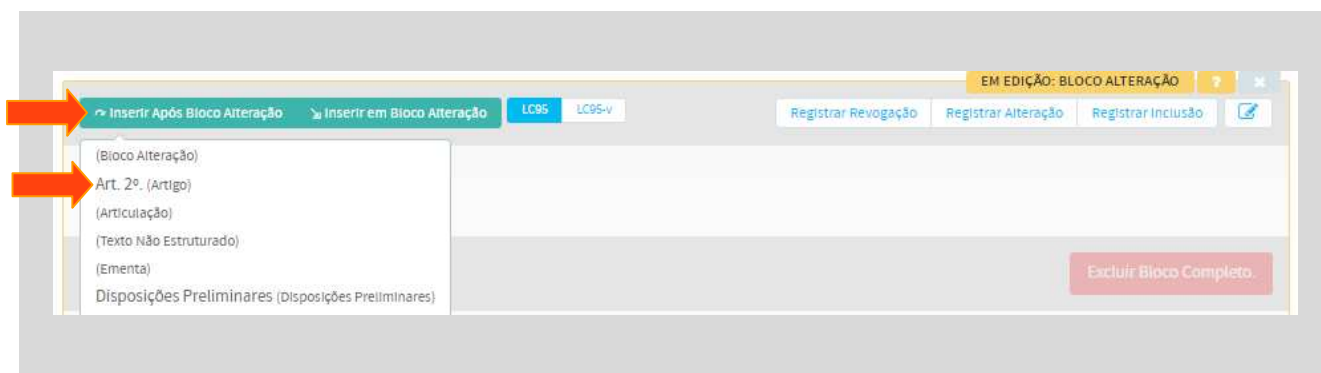 EM EDIÇÃO: BLOCO ALTERAÇÃO ? ×
Inserir Após Bloco Alteração Inserir em Bloco Alteração LC95 LC95-v Registrar Revogação Registrar Alteração Registrar Inclusão
(Bloco Alteração)
Art. 2º. (Artigo)
(Articulação)
(Texto Não Estruturado)
(Ementa)
Excluir Bloco Completo.
Disposições Preliminares (Disposições Preliminares)